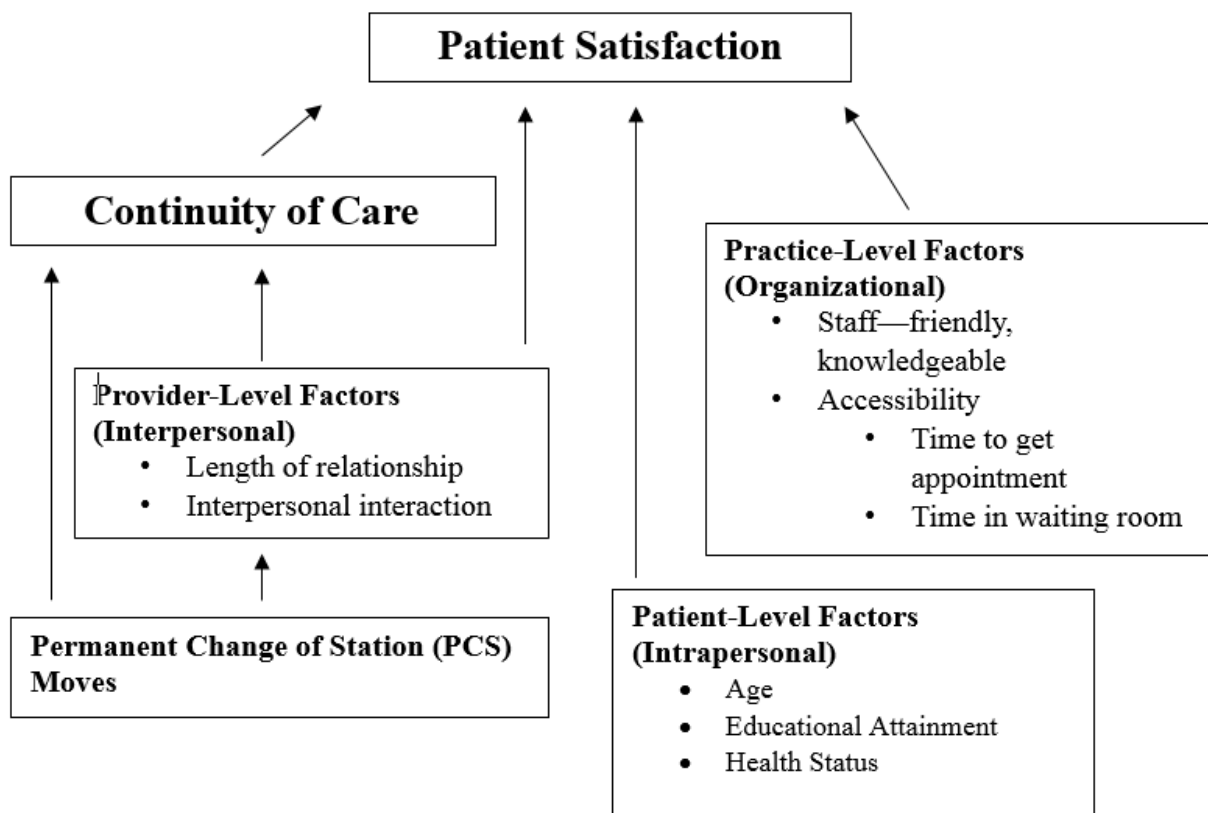 Patient Satisfaction
Continuity of Care
Practice-Level Factors
(Organizational)
• Staff—friendly,
knowledgeable
• Accessibility
• Time to get
appointment
• Time in waiting room
Provider-Level Factors
(Interpersonal)
• Length of relationship
• Interpersonal interaction
Permanent Change of Station (PCS)
Moves
Patient-Level Factors
(Intrapersonal)
• Age
• Educational Attainment
• Health Status